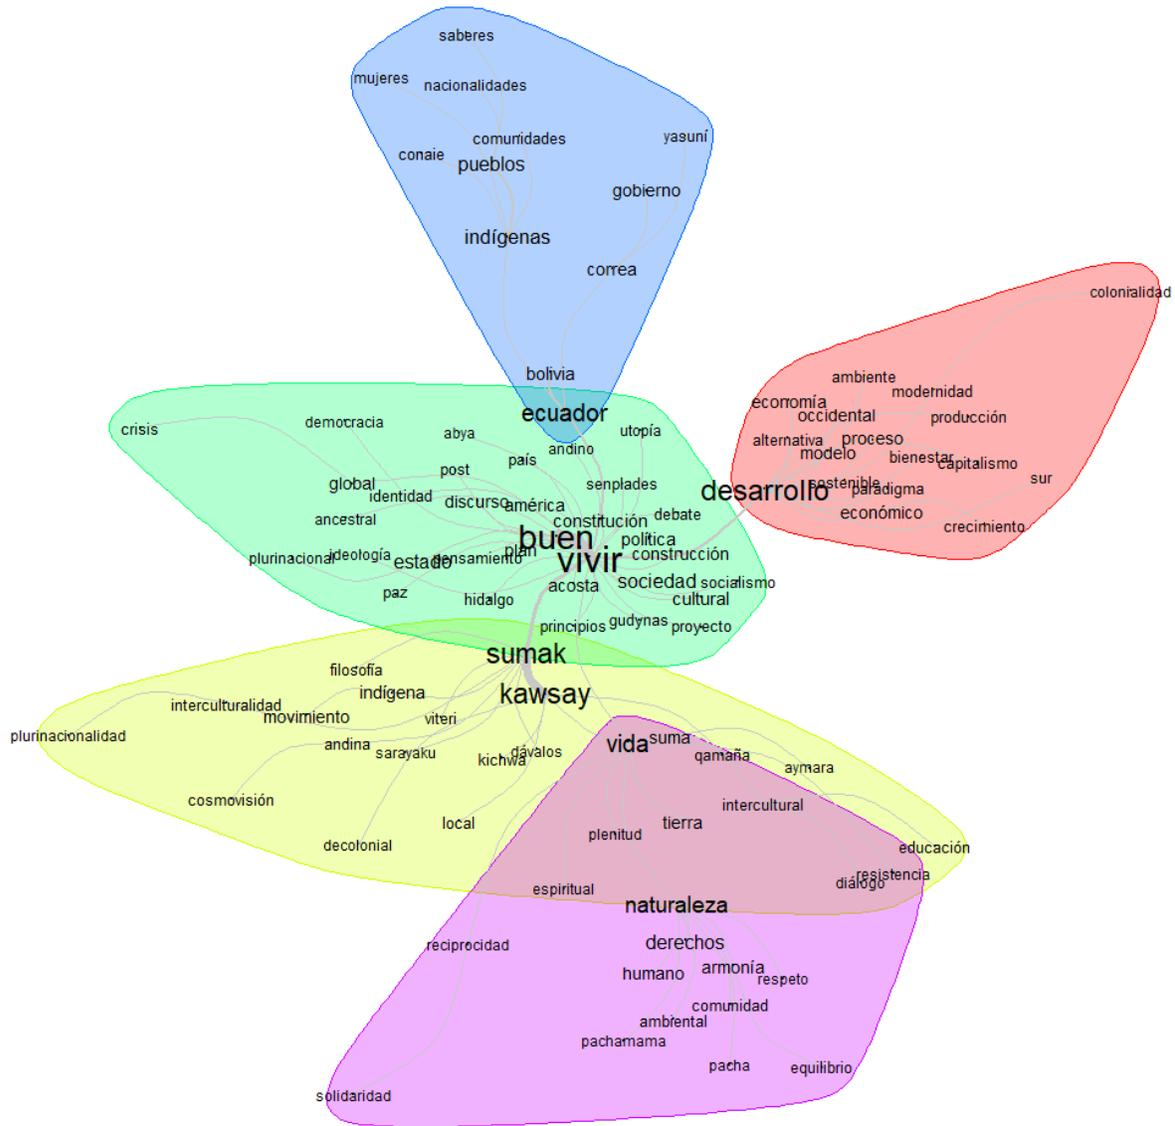 saberes
mujeres
nacionalidades
comunidades
yasuní
conaie
pueblos
gobierno
indígenas
correa
bolivia
ecuador
colonialidad
ambiente
modernidad
economía
occidental
producción
alternativa
proceso
modelo
bienestar
capitalismo
sostenible
sur
desarrollo
paradigma
económico
crecimiento
crisis
democracia
abya
utopía
país
andino
post
global
identidad
senplades
discurso
américa
ancestral
constitución
debate
buen
política
plan
plurinacional
ideología
estado
pensamiento
vivir
construcción
acosta
sociedad
socialismo
paz
hidalgo
cultural
principios
gudynas
proyecto
sumak
filosofía
indígena
kawsay
interculturalidad
movimiento
viteri
plurinacionalidad
andina
sarayaku
kichwa
dávalos
vida
suma
qamaña
aymara
cosmovisión
local
intercultural
tierra
plenitud
decolonial
educación
resistencia
diálogo
espiritual
naturaleza
reciprocidad
derechos
humano
armonía
respeto
comunidad
ambiental
pachamama
pacha
equilibrio
solidaridad